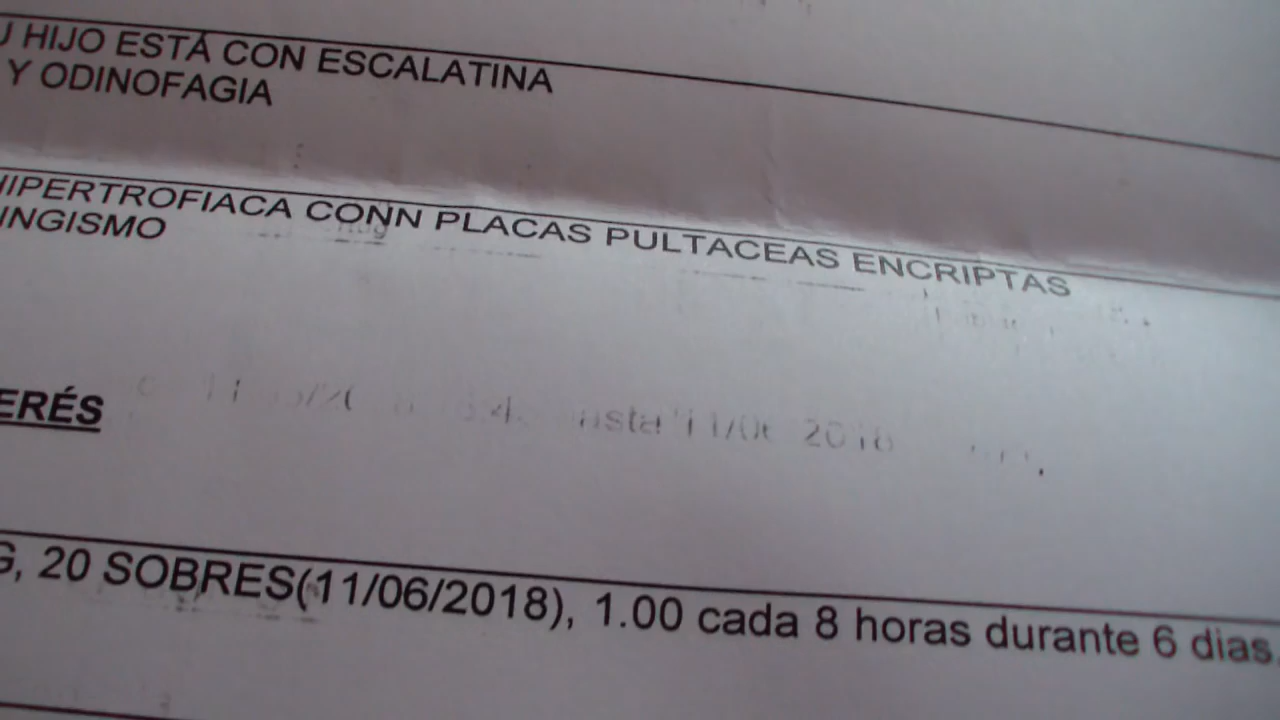 HIJO ESTÁ CON ESCALATINA
Y ODINOFAGIA
HIPERTROFIACA CONN PLACAS PULTACEAS ENCRIPTAS
INGISMO
ERÉS
G, 20 SOBRES(11/06/2018), 1.00 cada 8 horas durante 6 dias.